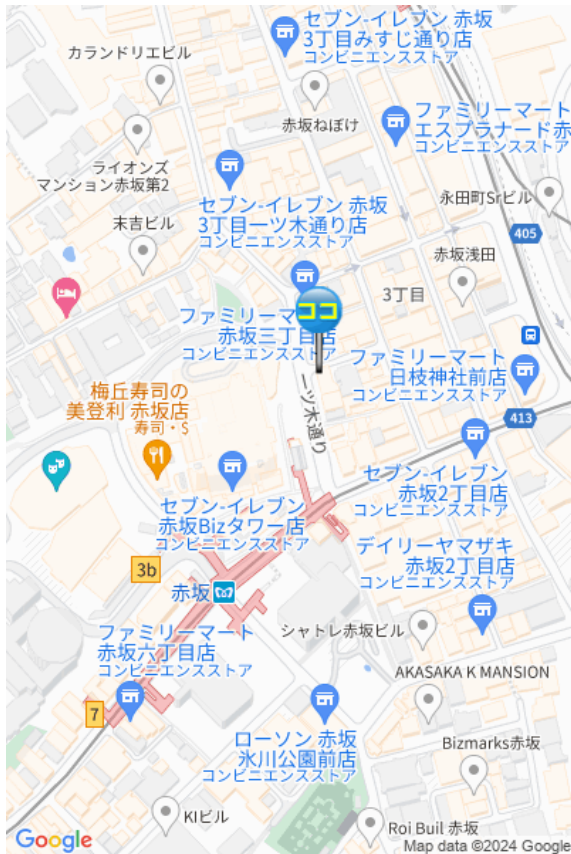 セブン-イレブン 赤坂
3丁目みすじ通り店
コンビニエンスストア
カランドリエビル
赤坂ねぼけ
ファミリーマート
エスプラナード赤
コンビニエンスストア
ライオンズ
マンション赤坂第2
セブン-イレブン 赤坂
3丁目一ツ木通り店
コンビニエンスストア
永田町Srビル
末吉ビル
405
赤坂浅田
3丁目
ココ
ファミリーマー
赤坂三丁目店
コンビニエンススト
ファミリーマート
日枝神社前店
コンビニエンスストア
梅丘寿司の
美登利 赤坂店
寿司・$
一ツ木通り
413
セブン-イレブン
赤坂2丁目店
コンビニエンスストア
セブン-イレブン
赤坂Bizタワー店
コンビニエンスストア
デイリーヤマザキ
赤坂2丁目店
コンビニエンスストア
3b
赤坂
シャトレ赤坂ビル
ファミリーマート
赤坂六丁目店
コンビニエンスストア
AKASAKA K MANSION
7
ローソン 赤坂
氷川公園前店
コンビニエンスストア
Bizmarks赤坂
KIビル
Roi Buil 赤坂
Google
Map data ©2024 Google